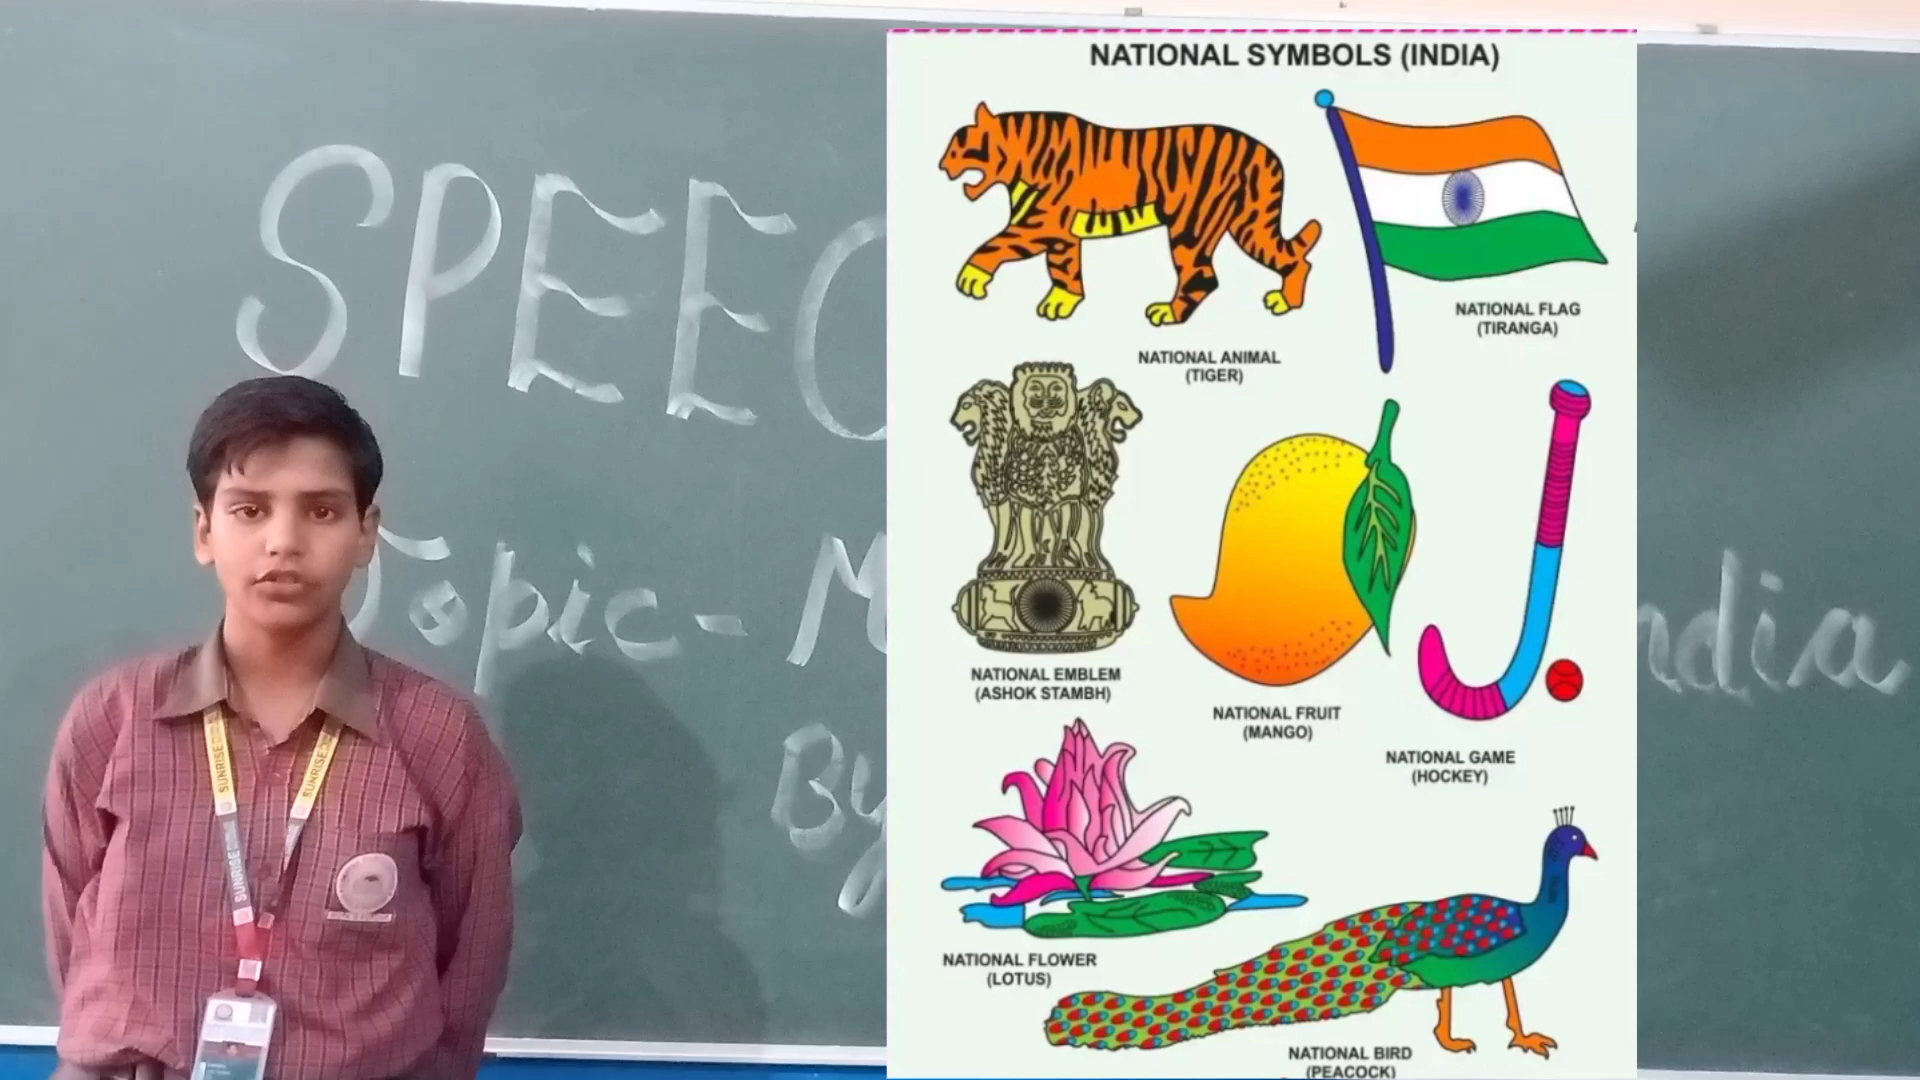 SPEEC
Topic- M
ndia
By
NATIONAL SYMBOLS (INDIA)
NATIONAL FLAG
(TIRANGA)
NATIONAL ANIMAL
(TIGER)
NATIONAL EMBLEM
(ASHOK STAMBH)
NATIONAL FRUIT
(MANGO)
NATIONAL GAME
(HOCKEY)
NATIONAL FLOWER
(LOTUS)
NATIONAL BIRD
(PEACOCK)
SUNRISE
SUNRISE
SUNRISE